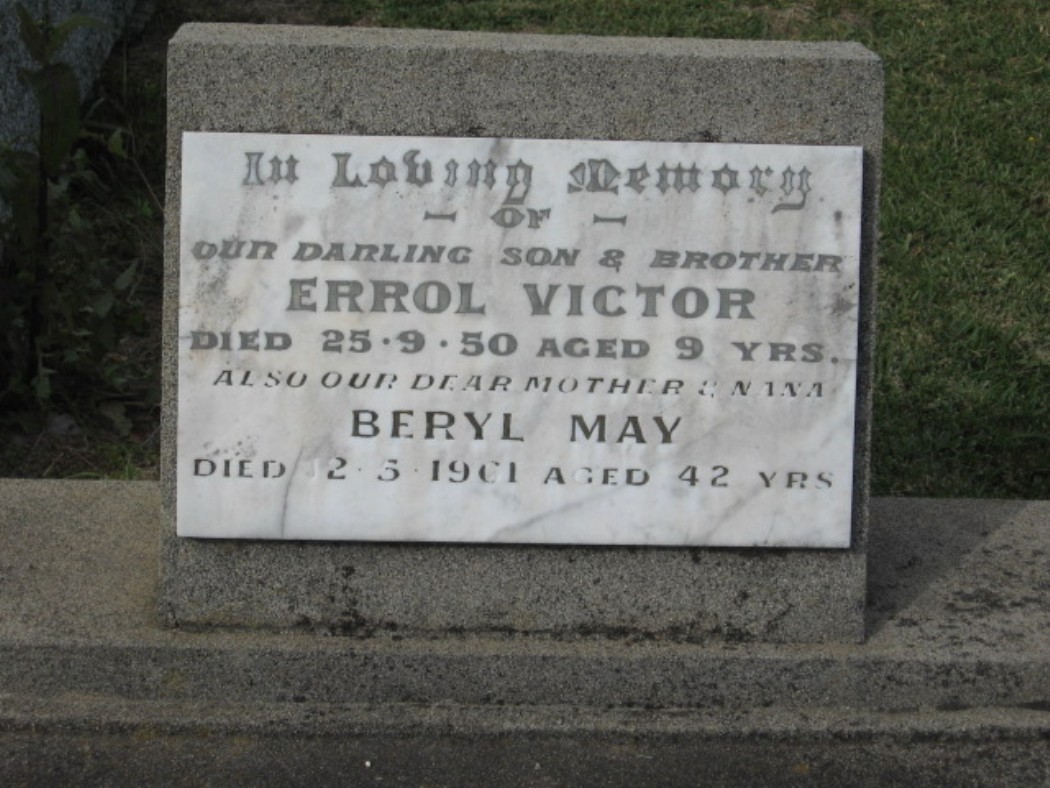 In Loving Memory
- OF -
OUR DARLING SON & BROTHER
ERROL VICTOR
DIED 25·9·50 AGED 9 YRS.
ALSO OUR DEAR MOTHER & NANA
BERYL MAY
DIED 12·5·1961 AGED 42 YRS